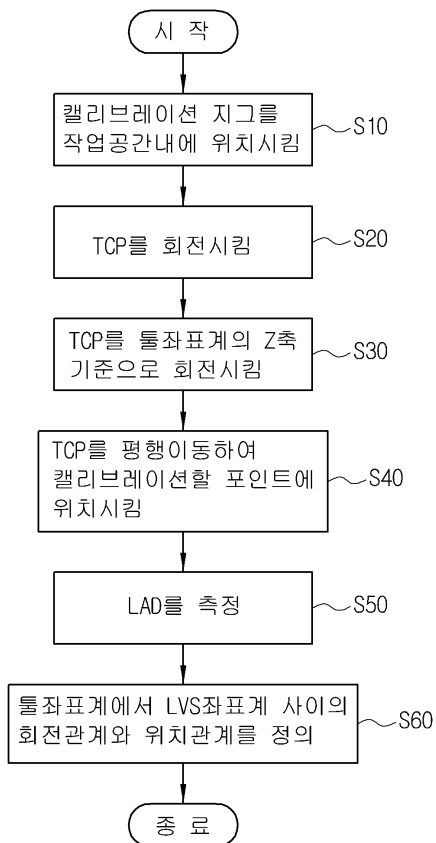 시 작
캘리브레이션 지그를
작업공간내에 위치시킴
S10
TCP를 회전시킴
S20
TCP를 툴좌표계의 Z축
기준으로 회전시킴
S30
TCP를 평행이동하여
캘리브레이션할 포인트에
위치시킴
S40
LAD를 측정
S50
툴좌표계에서 LVS좌표계 사이의
회전관계와 위치관계를 정의
S60
종 료